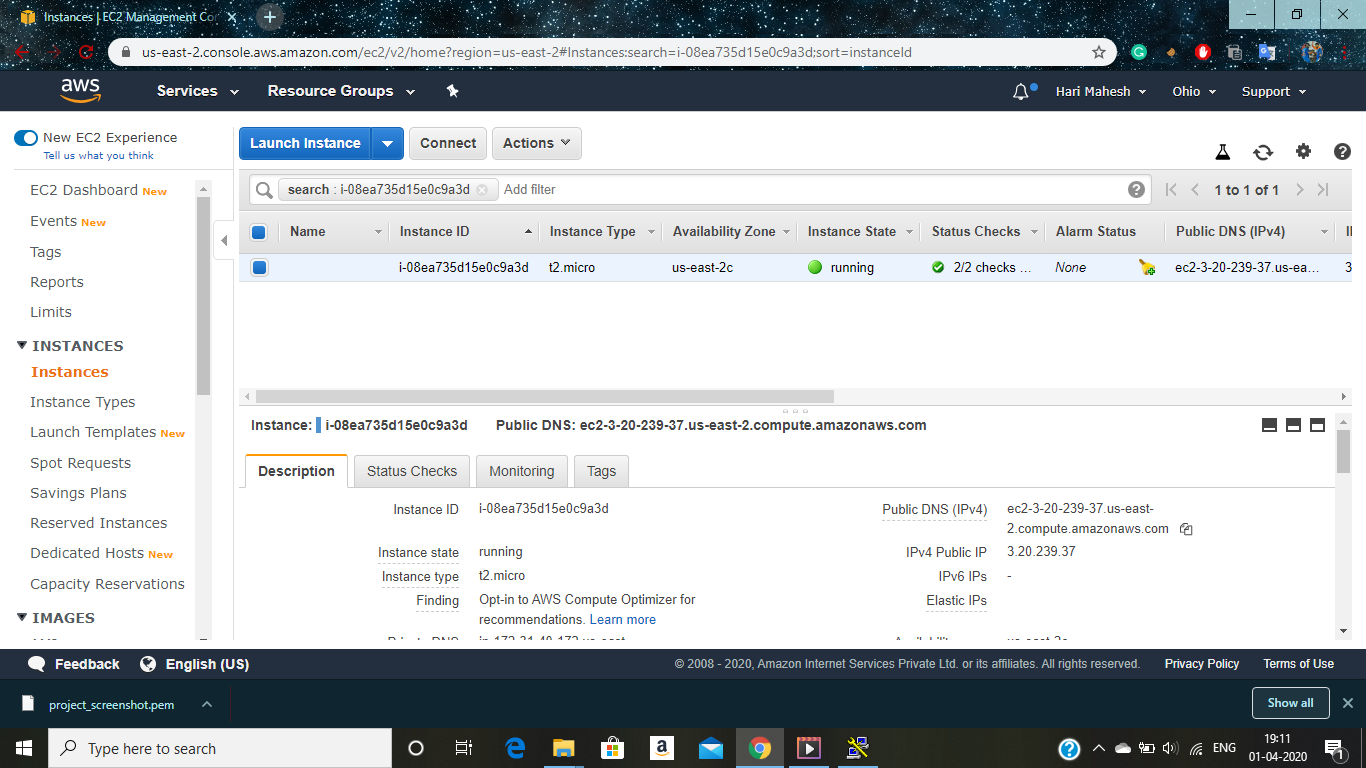 Instances | EC2 Management Co
us-east-2.console.aws.amazon.com/ec2/v2/home?region=us-east-2#Instances:search=i-08ea735d15e0c9a3d;sort=instanceId
aws Services Resource Groups Hari Mahesh Ohio Support
New EC2 Experience
Tell us what you think
Launch Instance Connect Actions
EC2 Dashboard New
Events New
Tags
Reports
Limits
INSTANCES
Instances
Instance Types
Launch Templates New
Spot Requests
Savings Plans
Reserved Instances
Dedicated Hosts New
Capacity Reservations
IMAGES
search : i-08ea735d15e0c9a3d Add filter 1 to 1 of 1
Name Instance ID Instance Type Availability Zone Instance State Status Checks Alarm Status Public DNS (IPv4)
i-08ea735d15e0c9a3d t2.micro us-east-2c running 2/2 checks ... None ec2-3-20-239-37.us-ea... 3
Instance: i-08ea735d15e0c9a3d Public DNS: ec2-3-20-239-37.us-east-2.compute.amazonaws.com
Description Status Checks Monitoring Tags
Instance ID i-08ea735d15e0c9a3d Public DNS (IPv4) ec2-3-20-239-37.us-east-
2.compute.amazonaws.com
Instance state running IPv4 Public IP 3.20.239.37
Instance type t2.micro IPv6 IPs -
Finding Opt-in to AWS Compute Optimizer for Elastic IPs
recommendations. Learn more
Feedback English (US) © 2008 - 2020, Amazon Internet Services Private Ltd. or its affiliates. All rights reserved. Privacy Policy Terms of Use
project_screenshot.pem Show all
Type here to search ENG 19:11
01-04-2020
1